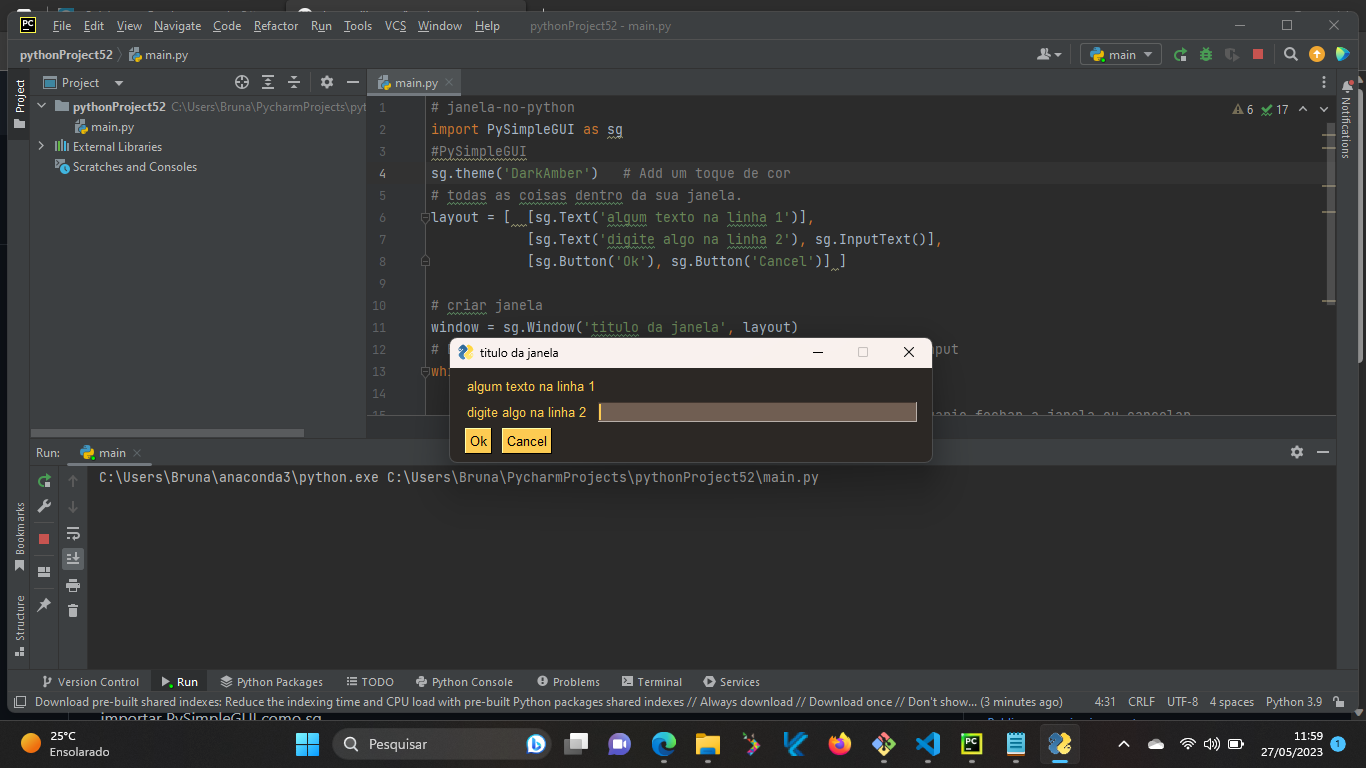 File Edit View Navigate Code Refactor Run Tools VCS Window Help pythonProject52 - main.py
pythonProject52 main.py main
Project main.py
Project
pythonProject52 C:\Users\Bruna\PycharmProjects\pyt
main.py
External Libraries
Scratches and Consoles
6 17
Notifications
1 # janela-no-python
2 import PySimpleGUI as sg
3 #PySimpleGUI
4 sg.theme('DarkAmber') # Add um toque de cor
5 # todas as coisas dentro da sua janela.
6 layout = [ [sg.Text('algum texto na linha 1')],
7 [sg.Text('digite algo na linha 2'), sg.InputText()],
8 [sg.Button('Ok'), sg.Button('Cancel')] ]
9
10 # criar janela
11 window = sg.Window('titulo da janela', layout)
12 #
13 wh
14
titulo da janela
algum texto na linha 1
digite algo na linha 2
Ok Cancel
fechar a janela ou cancelar
Run: main
C:\Users\Bruna\anaconda3\python.exe C:\Users\Bruna\PycharmProjects\pythonProject52\main.py
Bookmarks
Structure
Version Control Run Python Packages TODO Python Console Problems Terminal Services
Download pre-built shared indexes: Reduce the indexing time and CPU load with pre-built Python packages shared indexes // Always download // Download once // Don't show... (3 minutes ago) 4:31 CRLF UTF-8 4 spaces Python 3.9
importar PySimpleGUI como sg
25°C
Ensolarado
Pesquisar
11:59
27/05/2023
1